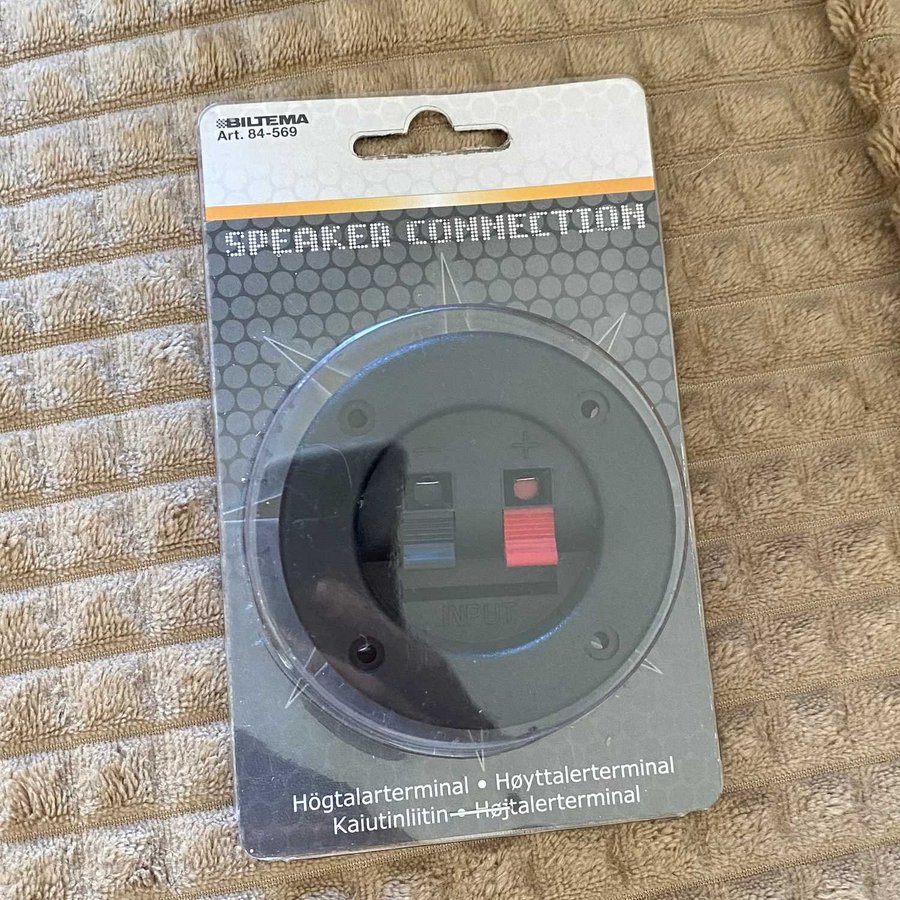 BILTEMA
Art. 84-569
SPEAKER CONNECTION
- +
INPUT
Högtalarterminal • Høyttalerterminal
Kaiutinliitin • Højtalerterminal